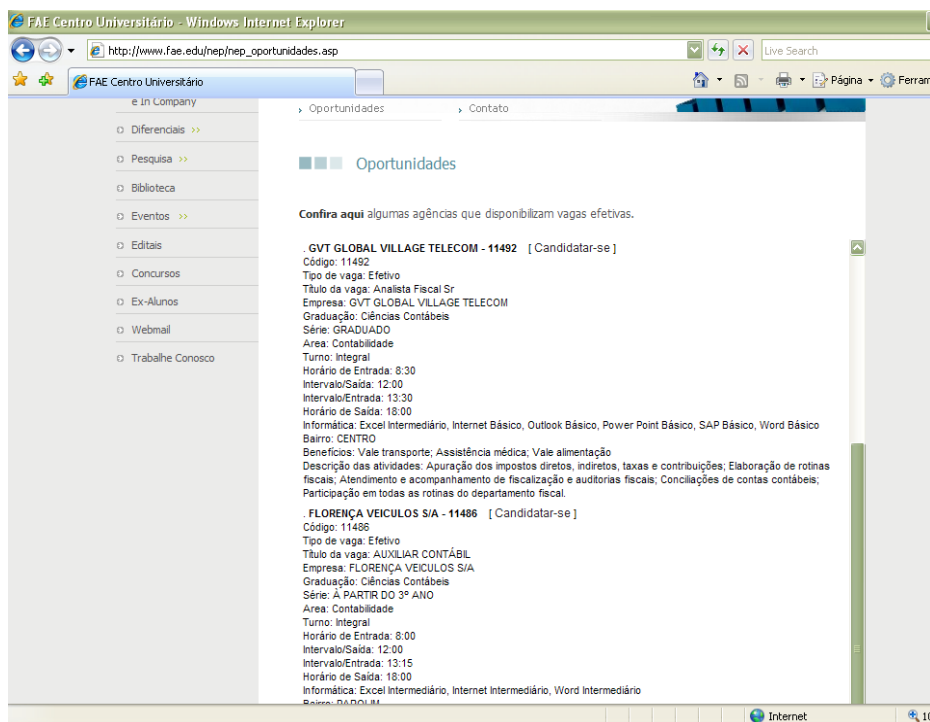 FAE Centro Universitário - Windows Internet Explorer
http://www.fae.edu/nep/nep_oportunidades.asp
Live Search
FAE Centro Universitário
Página
Ferram
e In Company
Oportunidades
Contato
Diferenciais >>
Pesquisa >>
Biblioteca
Eventos >>
Editais
Concursos
Ex-Alunos
Webmail
Trabalhe Conosco
Oportunidades
Confira aqui algumas agências que disponibilizam vagas efetivas.
. GVT GLOBAL VILLAGE TELECOM - 11492 [ Candidatar-se ]
Código: 11492
Tipo de vaga: Efetivo
Título da vaga: Analista Fiscal Sr
Empresa: GVT GLOBAL VILLAGE TELECOM
Graduação: Ciências Contábeis
Série: GRADUADO
Area: Contabilidade
Turno: Integral
Horário de Entrada: 8:30
Intervalo/Saída: 12:00
Intervalo/Entrada: 13:30
Horário de Saída: 18:00
Informática: Excel Intermediário, Internet Básico, Outlook Básico, Power Point Básico, SAP Básico, Word Básico
Bairro: CENTRO
Benefícios: Vale transporte; Assistência médica; Vale alimentação
Descrição das atividades: Apuração dos impostos diretos, indiretos, taxas e contribuições; Elaboração de rotinas
fiscais; Atendimento e acompanhamento de fiscalização e auditorias fiscais; Conciliações de contas contábeis;
Participação em todas as rotinas do departamento fiscal.
. FLORENÇA VEICULOS S/A - 11486 [ Candidatar-se ]
Código: 11486
Tipo de vaga: Efetivo
Título da vaga: AUXILIAR CONTÁBIL
Empresa: FLORENÇA VEICULOS S/A
Graduação: Ciências Contábeis
Série: À PARTIR DO 3º ANO
Area: Contabilidade
Turno: Integral
Horário de Entrada: 8:00
Intervalo/Saída: 12:00
Intervalo/Entrada: 13:15
Horário de Saída: 18:00
Informática: Excel Intermediário, Internet Intermediário, Word Intermediário
Bairro: PAROLIM
Internet
10